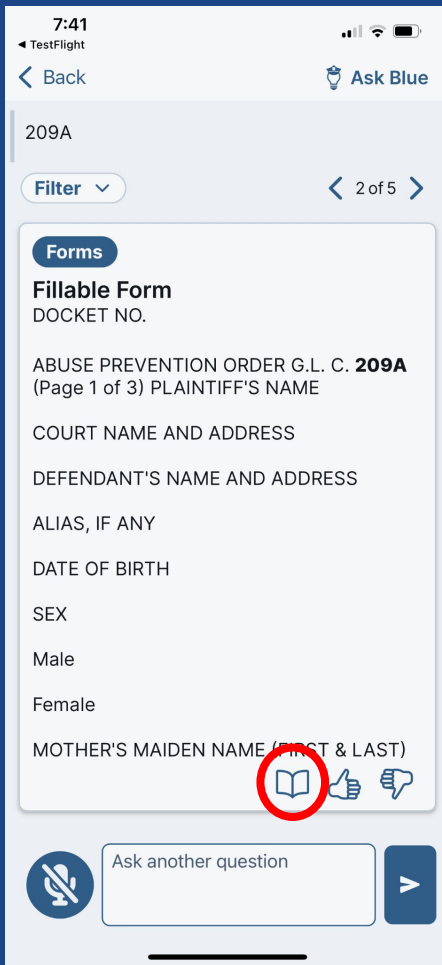 7:41
◄ TestFlight
Back
Ask Blue
209A
Filter
2 of 5
Forms
Fillable Form
DOCKET NO.
ABUSE PREVENTION ORDER G.L. C. 209A
(Page 1 of 3) PLAINTIFF'S NAME
COURT NAME AND ADDRESS
DEFENDANT'S NAME AND ADDRESS
ALIAS, IF ANY
DATE OF BIRTH
SEX
Male
Female
MOTHER'S MAIDEN NAME (FIRST & LAST)
Ask another question